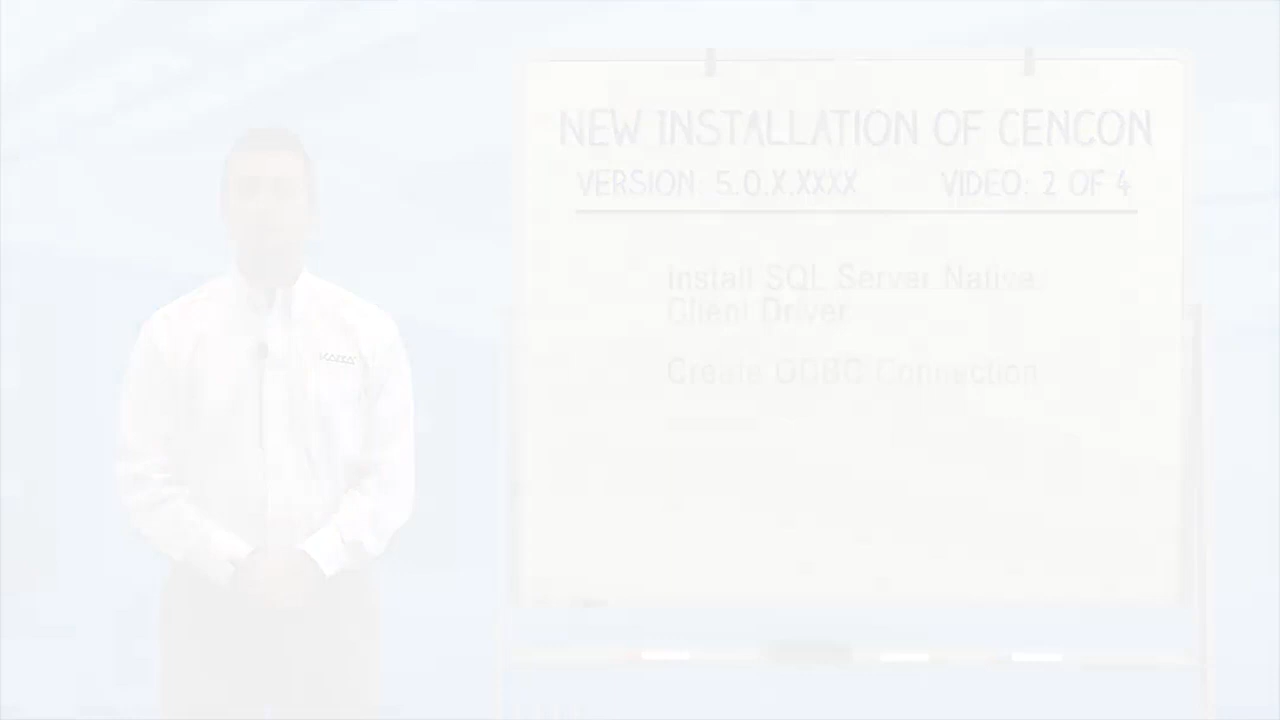 NEW INSTALLATION OF CENCON
VERSION: 5.0.X.XXXX VIDEO: 2 OF 4
Install SQL Server Native
Client Driver
Create ODBC Connection
KABA